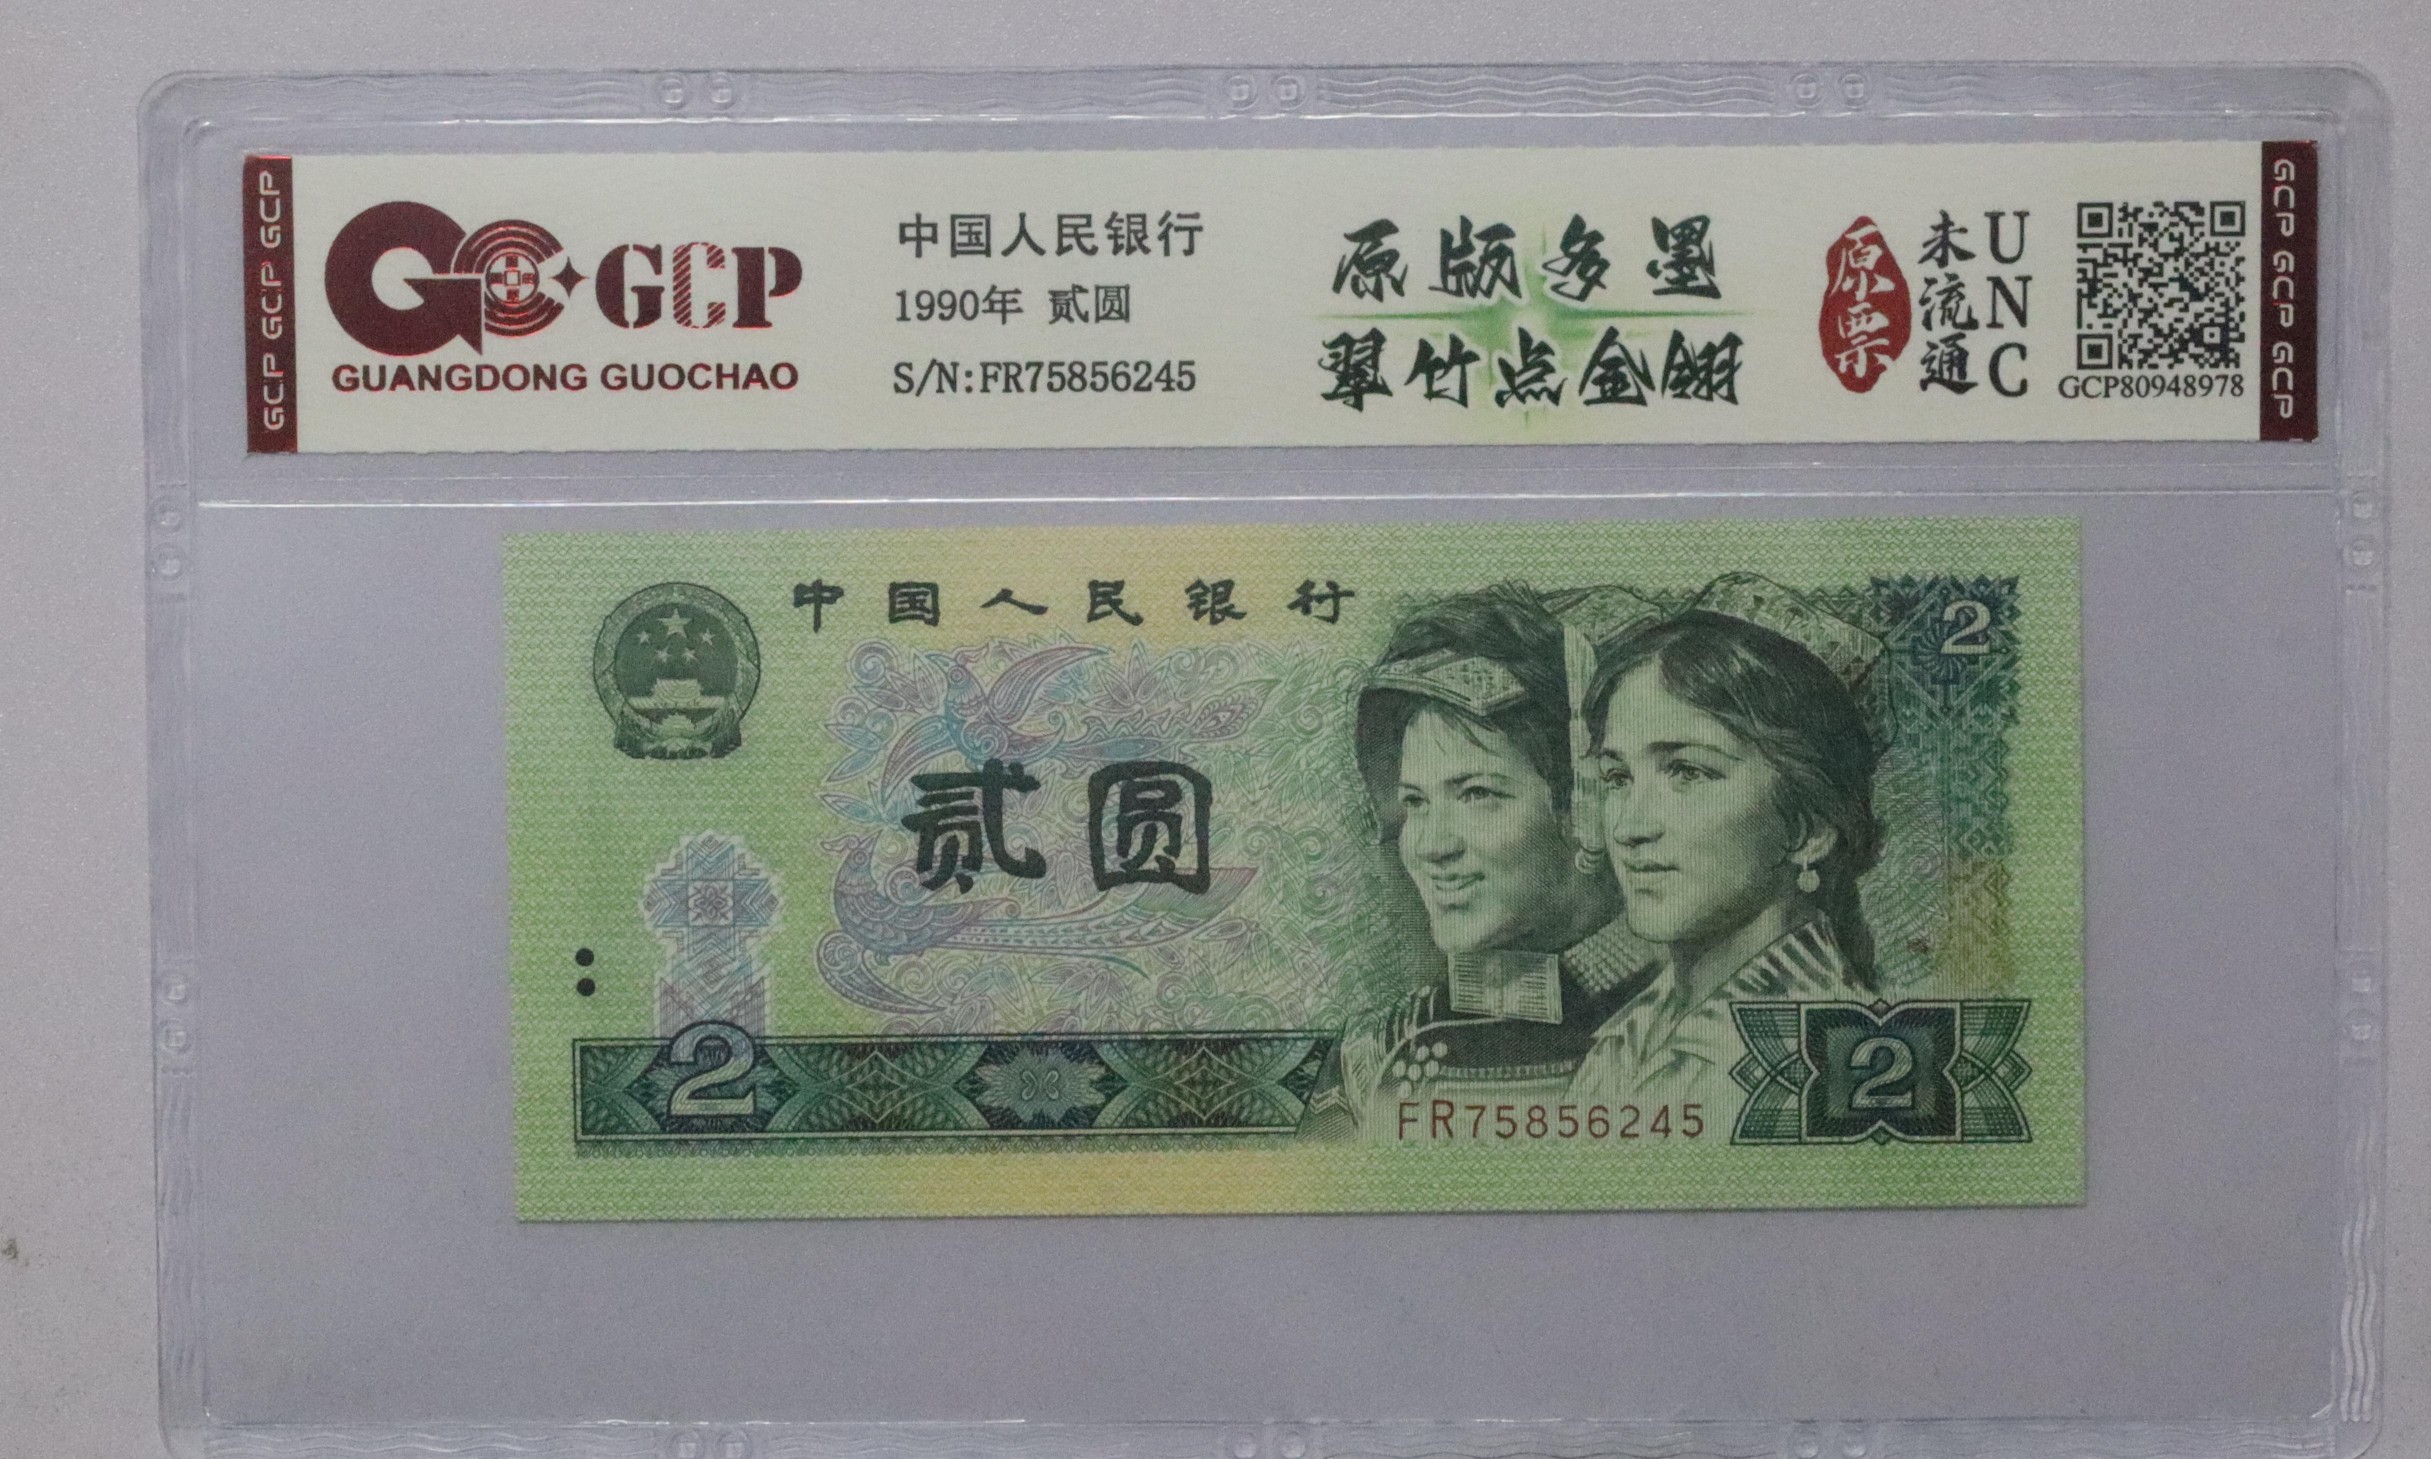 GCP GCP GCP
GCP
GUANGDONG GUOCHAO
中国人民银行
1990年 贰圆
S/N:FR75856245
原版多墨
翠竹点金翅
原票
未流通
UNC
GCP80948978
GCP GCP GCP
中国人民银行
贰圆
2
2
FR75856245
2